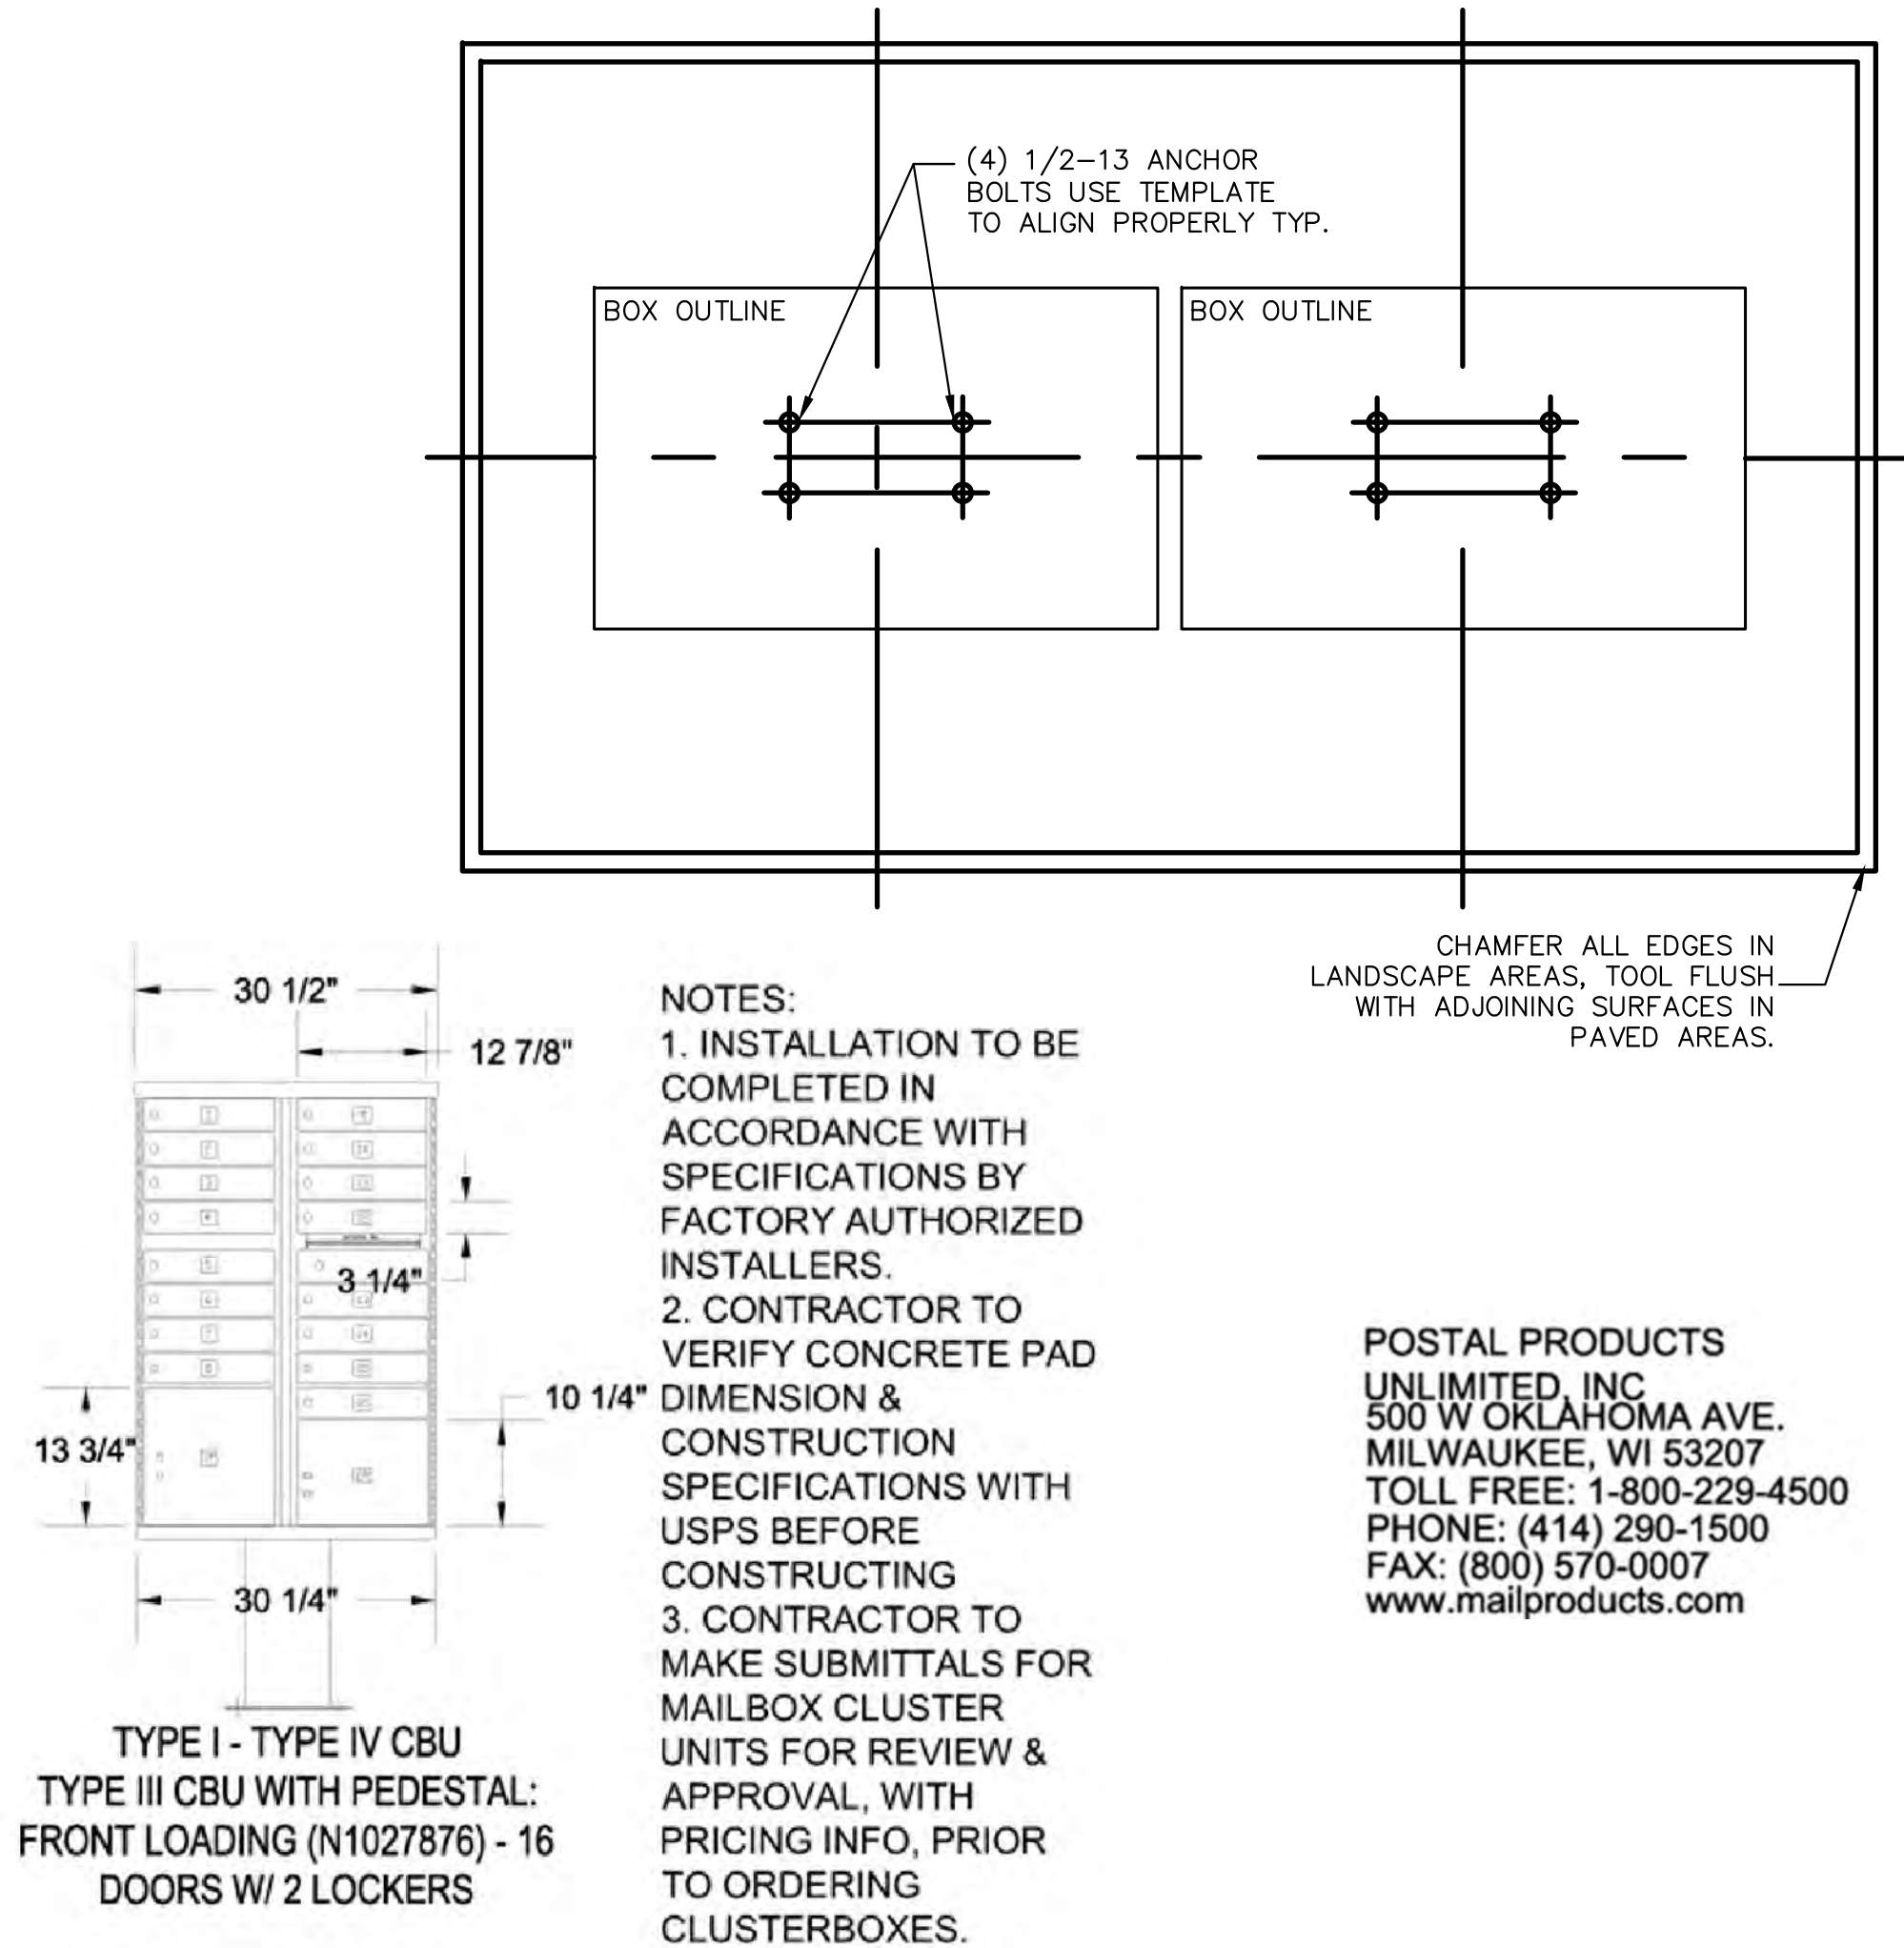 (4) 1/2-13 ANCHOR
BOLTS USE TEMPLATE
TO ALIGN PROPERLY TYP.
BOX OUTLINE
BOX OUTLINE
CHAMFER ALL EDGES IN
LANDSCAPE AREAS, TOOL FLUSH
WITH ADJOINING SURFACES IN
PAVED AREAS.
30 1/2"
12 7/8"
3 1/4"
10 1/4"
13 3/4"
30 1/4"
TYPE I - TYPE IV CBU
TYPE III CBU WITH PEDESTAL:
FRONT LOADING (N1027876) - 16
DOORS W/ 2 LOCKERS
NOTES:
1. INSTALLATION TO BE
COMPLETED IN
ACCORDANCE WITH
SPECIFICATIONS BY
FACTORY AUTHORIZED
INSTALLERS.
2. CONTRACTOR TO
VERIFY CONCRETE PAD
DIMENSION &
CONSTRUCTION
SPECIFICATIONS WITH
USPS BEFORE
CONSTRUCTING
3. CONTRACTOR TO
MAKE SUBMITTALS FOR
MAILBOX CLUSTER
UNITS FOR REVIEW &
APPROVAL, WITH
PRICING INFO, PRIOR
TO ORDERING
CLUSTERBOXES.
POSTAL PRODUCTS
UNLIMITED, INC
500 W OKLAHOMA AVE.
MILWAUKEE, WI 53207
TOLL FREE: 1-800-229-4500
PHONE: (414) 290-1500
FAX: (800) 570-0007
www.mailproducts.com